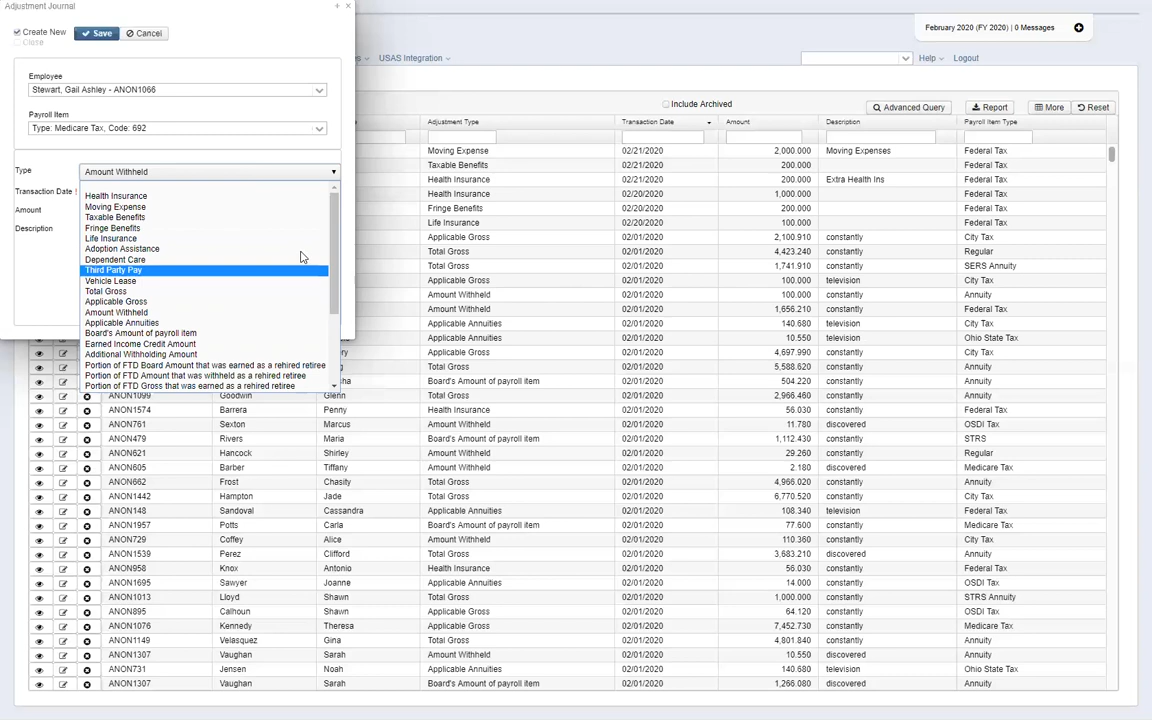 Adjustment Journal
Create New Save Cancel
Close
Employee
Stewart, Gail Ashley - ANON1066
Payroll Item
Type: Medicare Tax, Code: 692
Type Amount Withheld
Transaction Date !
Amount
Description
Health Insurance
Moving Expense
Taxable Benefits
Fringe Benefits
Life Insurance
Adoption Assistance
Dependent Care
Third Party Pay
Vehicle Lease
Total Gross
Applicable Gross
Amount Withheld
Applicable Annuities
Board's Amount of payroll item
Earned Income Credit Amount
Additional Withholding Amount
Portion of FTD Board Amount that was earned as a rehired retiree
Portion of FTD Amount that was withheld as a rehired retiree
Portion of FTD Gross that was earned as a rehired retiree
February 2020 (FY 2020) | 0 Messages
USAS Integration Help Logout
Include Archived Advanced Query Report More Reset
Adjustment Type Transaction Date Amount Description Payroll Item Type
Moving Expense 02/21/2020 2,000.000 Moving Expenses Federal Tax
Taxable Benefits 02/21/2020 200.000 Federal Tax
Health Insurance 02/21/2020 200.000 Extra Health Ins Federal Tax
Health Insurance 02/20/2020 1,000.000 Federal Tax
Fringe Benefits 02/20/2020 200.000 Federal Tax
Life Insurance 02/20/2020 100.000 Federal Tax
Applicable Gross 02/01/2020 2,100.910 constantly City Tax
Total Gross 02/01/2020 4,423.240 constantly Regular
Total Gross 02/01/2020 1,741.910 constantly SERS Annuity
Applicable Gross 02/01/2020 100.000 television City Tax
Amount Withheld 02/01/2020 100.000 constantly Annuity
Amount Withheld 02/01/2020 1,656.210 constantly Federal Tax
Applicable Annuities 02/01/2020 140.680 television City Tax
Amount Withheld 02/01/2020 10.550 television Ohio State Tax
Applicable Gross 02/01/2020 4,697.990 constantly City Tax
Total Gross 02/01/2020 5,588.620 constantly Federal Tax
Board's Amount of payroll item 02/01/2020 504.220 constantly Annuity
ANON1099 Goodwin Glenn Total Gross 02/01/2020 2,966.460 constantly Annuity
ANON1574 Barrera Penny Health Insurance 02/01/2020 56.030 constantly Federal Tax
ANON761 Sexton Marcus Amount Withheld 02/01/2020 11.780 discovered OSDI Tax
ANON479 Rivers Maria Board's Amount of payroll item 02/01/2020 1,112.430 constantly STRS
ANON621 Hancock Shirley Amount Withheld 02/01/2020 29.260 constantly Regular
ANON605 Barber Tiffany Amount Withheld 02/01/2020 2.180 discovered Medicare Tax
ANON662 Frost Chasity Total Gross 02/01/2020 4,966.020 constantly Annuity
ANON1442 Hampton Jade Total Gross 02/01/2020 6,770.520 constantly City Tax
ANON148 Sandoval Cassandra Applicable Annuities 02/01/2020 108.340 television Federal Tax
ANON1957 Potts Carla Board's Amount of payroll item 02/01/2020 77.600 constantly Medicare Tax
ANON729 Coffey Alice Amount Withheld 02/01/2020 110.360 constantly City Tax
ANON1539 Perez Clifford Total Gross 02/01/2020 3,683.210 discovered Annuity
ANON958 Knox Antonio Health Insurance 02/01/2020 56.030 constantly Federal Tax
ANON1695 Sawyer Joanne Applicable Annuities 02/01/2020 14.000 constantly OSDI Tax
ANON1013 Lloyd Shawn Total Gross 02/01/2020 1,000.000 constantly STRS Annuity
ANON895 Calhoun Shawn Applicable Gross 02/01/2020 64.120 constantly OSDI Tax
ANON1076 Kennedy Theresa Applicable Gross 02/01/2020 7,452.730 constantly Medicare Tax
ANON1149 Velasquez Gina Total Gross 02/01/2020 4,801.840 constantly Annuity
ANON1307 Vaughan Sarah Amount Withheld 02/01/2020 10.550 discovered Annuity
ANON731 Jensen Noah Applicable Annuities 02/01/2020 140.680 television Ohio State Tax
ANON1307 Vaughan Sarah Board's Amount of payroll item 02/01/2020 1,266.080 discovered Annuity